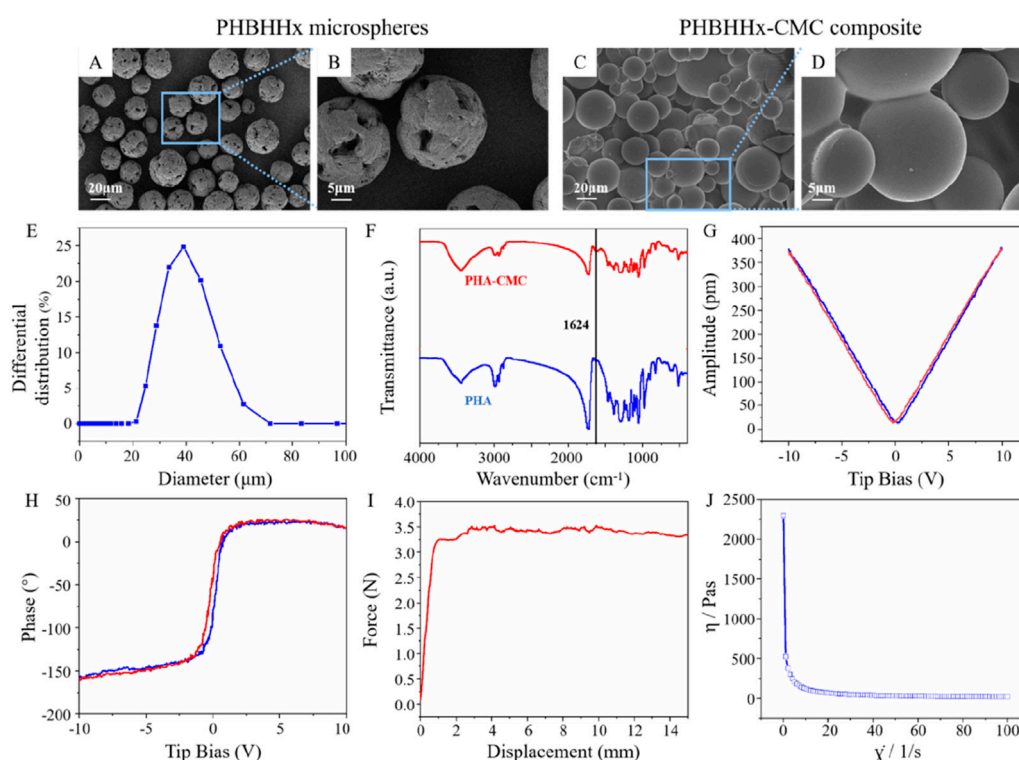 PHBHHx microspheres
PHBHHx-CMC composite
A
20μm
B
5μm
C
20μm
D
5μm
E
Differential
distribution (%)
25
20
15
10
5
0
0 20 40 60 80 100
Diameter (μm)
F
Transmittance (a.u.)
PHA-CMC
1624
PHA
4000 3000 2000 1000
Wavenumber (cm⁻¹)
G
Amplitude (pm)
400
350
300
250
200
150
100
50
0
-10 -5 0 5 10
Tip Bias (V)
H
Phase (°)
50
0
-50
-100
-150
-200
-10 -5 0 5 10
Tip Bias (V)
I
Force (N)
4.0
3.5
3.0
2.5
2.0
1.5
1.0
0.5
0.0
0 2 4 6 8 10 12 14
Displacement (mm)
J
η / Pas
2500
2000
1500
1000
500
0
0 20 40 60 80 100
γ̇ / 1/s